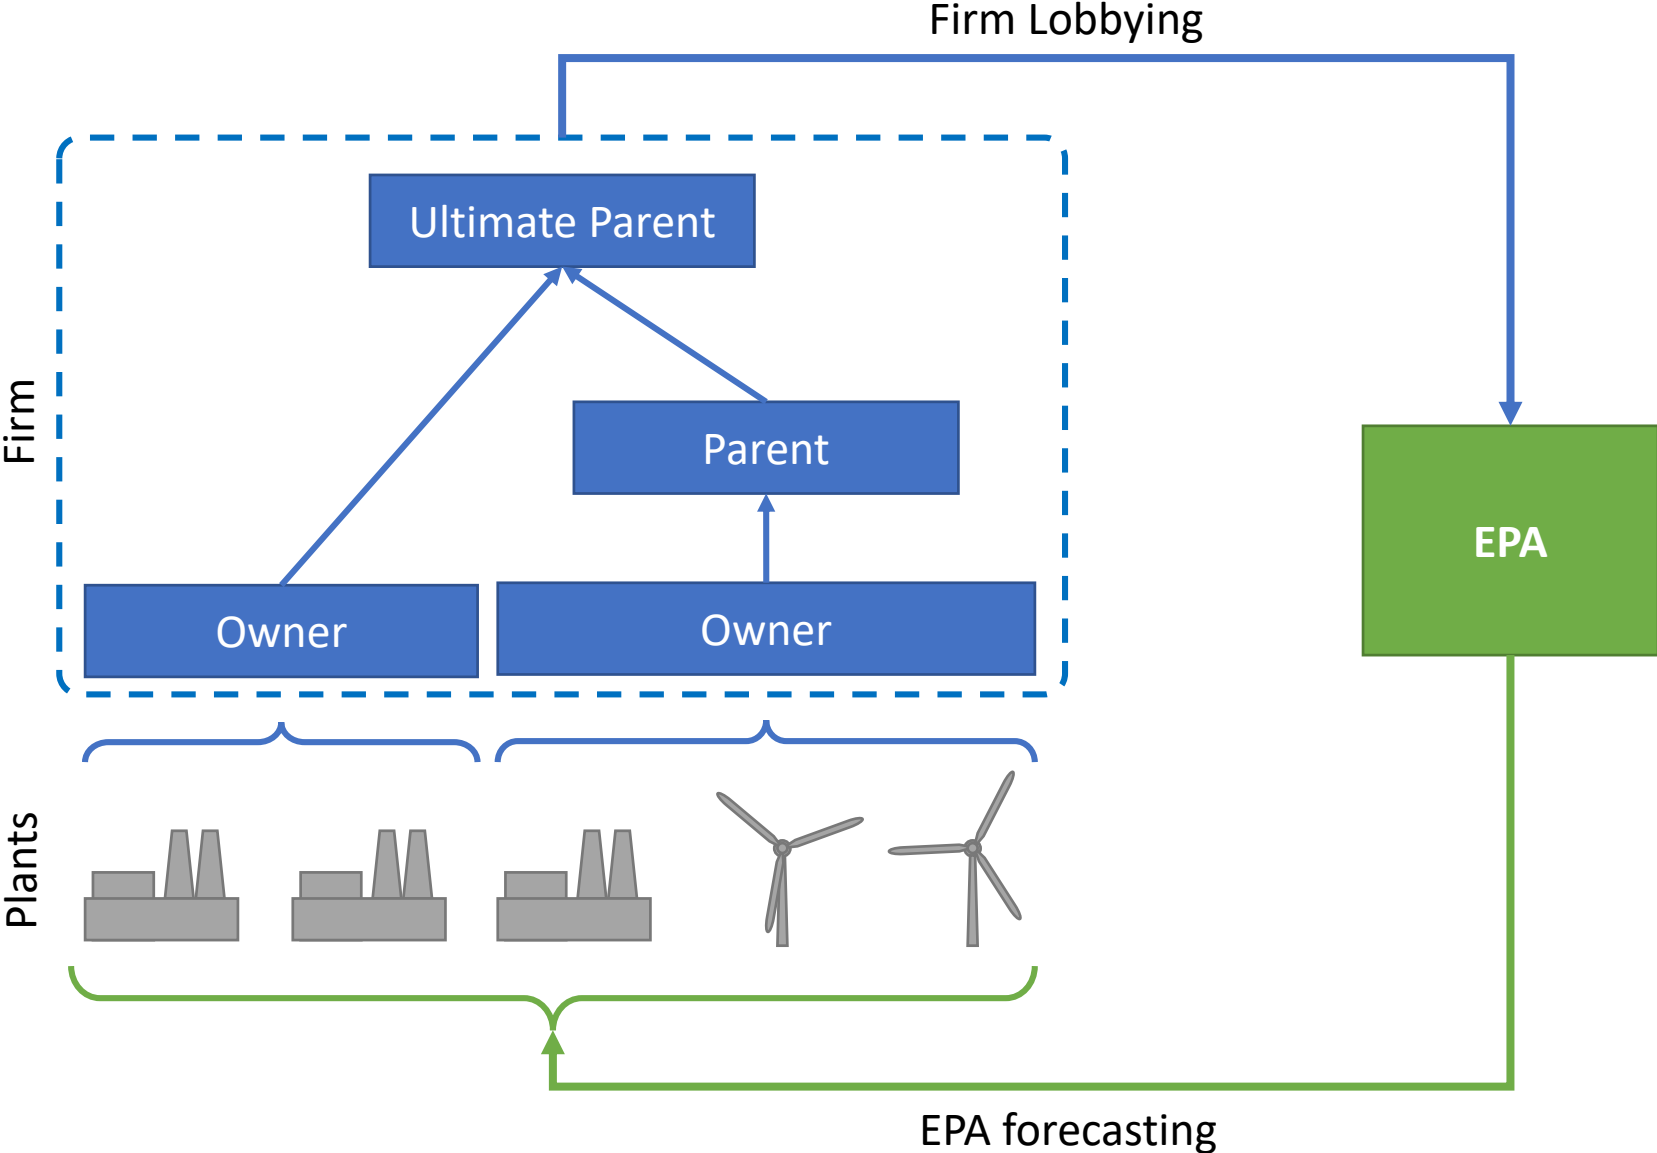 Firm Lobbying
Ultimate Parent
Firm
Parent
EPA
Owner
Owner
Plants
EPA forecasting